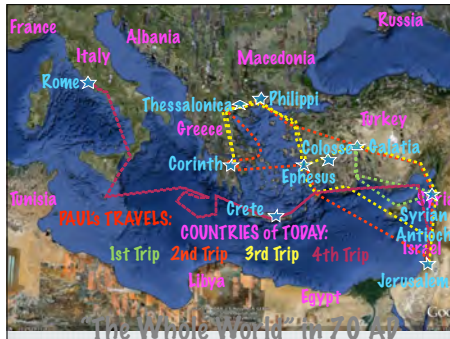 France
Russia
Albania
Italy
Macedonia
Rome
Thessalonica
Philippi
Greece
Turkey
Colosse
Galatia
Corinth
Ephesus
Tunisia
Syria
Crete
Syrian
Antioch
PAUL's TRAVELS:
COUNTRIES of TODAY:
Israel
1st Trip 2nd Trip 3rd Trip 4th Trip
Jerusalem
Libya
Egypt
Goo
"The Whole World" in 70 AD